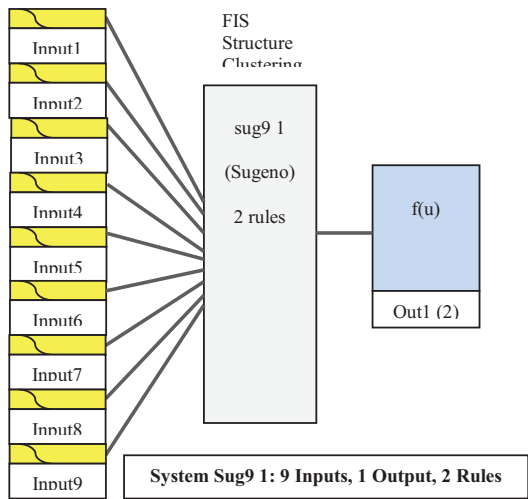 Input1
Input2
Input3
Input4
Input5
Input6
Input7
Input8
Input9
FIS
Structure
Clustering
sug9 1
(Sugeno)
2 rules
f(u)
Out1 (2)
System Sug9 1: 9 Inputs, 1 Output, 2 Rules